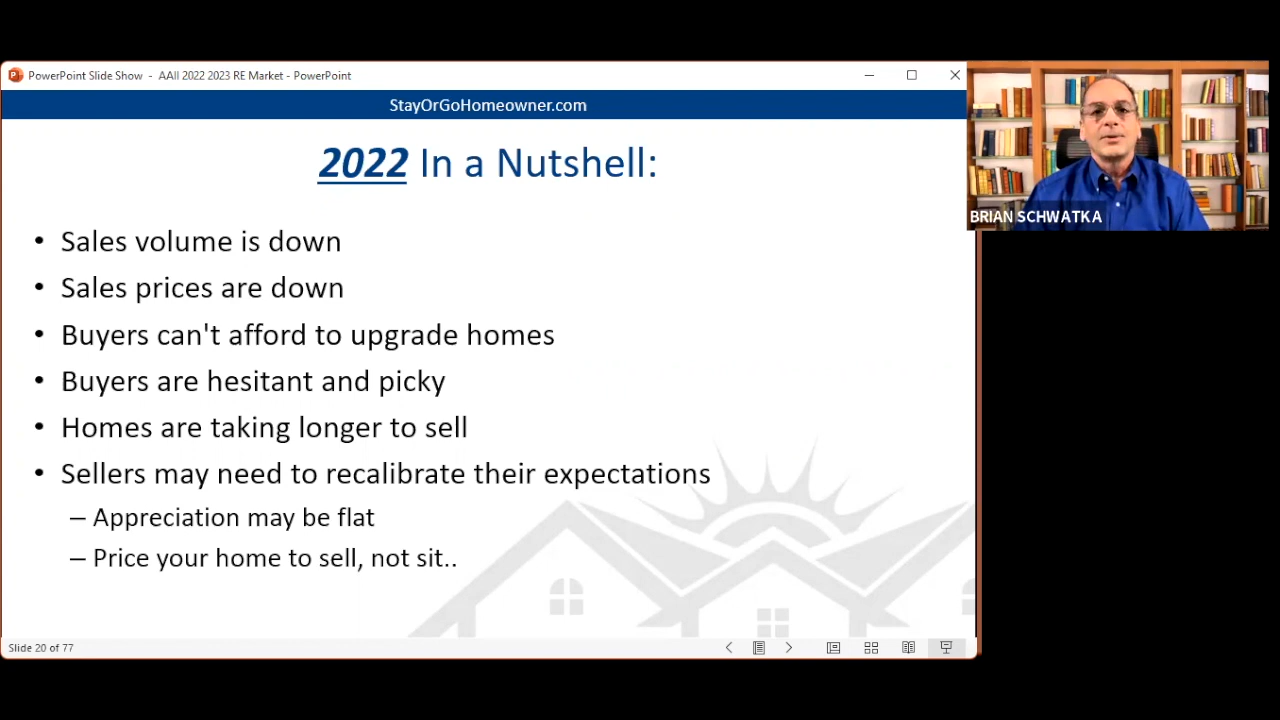 PowerPoint Slide Show - AAII 2022 2023 RE Market - PowerPoint
StayOrGoHomeowner.com
2022 In a Nutshell:
• Sales volume is down
• Sales prices are down
• Buyers can't afford to upgrade homes
• Buyers are hesitant and picky
• Homes are taking longer to sell
• Sellers may need to recalibrate their expectations
– Appreciation may be flat
– Price your home to sell, not sit..
BRIAN SCHWATKA
Slide 20 of 77